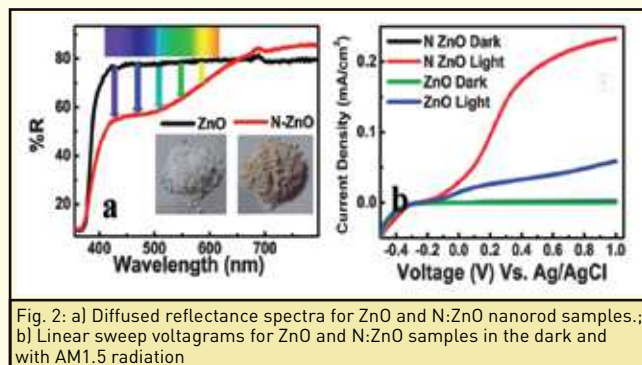 %R
80
60
40
20
ZnO
N-ZnO
a
400
500
600
700
Wavelength (nm)
N ZnO Dark
N ZnO Light
ZnO Dark
ZnO Light
Current Density (mA/cm²)
0.2
0.1
0.0
b
-0.4
-0.2
0.0
0.2
0.4
0.6
0.8
1.0
Voltage (V) Vs. Ag/AgCl
Fig. 2: a) Diffused reflectance spectra for ZnO and N:ZnO nanorod samples.;
b) Linear sweep voltagrams for ZnO and N:ZnO samples in the dark and
with AM1.5 radiation